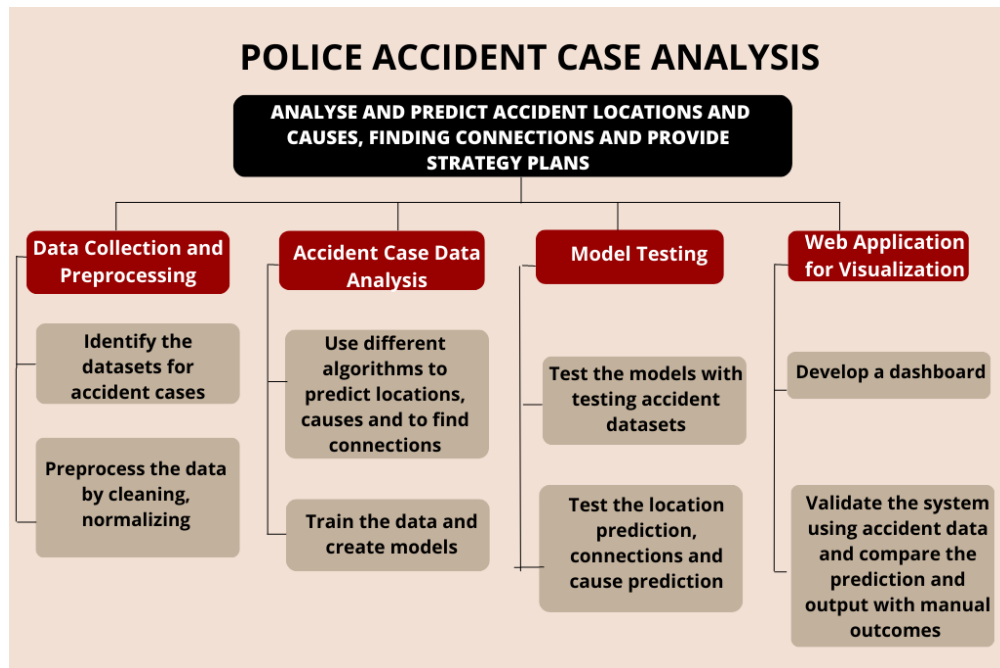 POLICE ACCIDENT CASE ANALYSIS
ANALYSE AND PREDICT ACCIDENT LOCATIONS AND
CAUSES, FINDING CONNECTIONS AND PROVIDE
STRATEGY PLANS
Data Collection and
Preprocessing
Identify the
datasets for
accident cases
Preprocess the data
by cleaning,
normalizing
Accident Case Data
Analysis
Use different
algorithms to
predict locations,
causes and to find
connections
Train the data and
create models
Model Testing
Test the models with
testing accident
datasets
Test the location
prediction,
connections and
cause prediction
Web Application
for Visualization
Develop a dashboard
Validate the system
using accident data
and compare the
prediction and
output with manual
outcomes